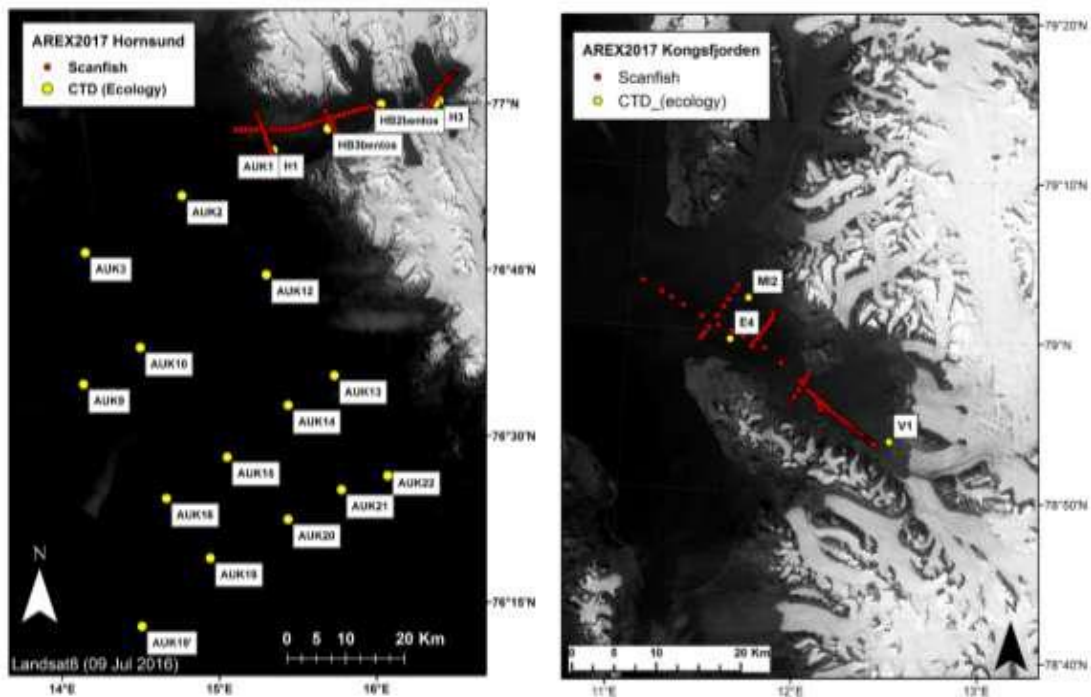 AREX2017 Hornsund
Scanfish
CTD (Ecology)
77°N
HB2bentos
H3
HB3bentos
AUK1
H1
AUK2
AUK3
76°45'N
AUK12
AUK10
AUK9
AUK13
AUK14
76°30'N
AUK15
AUK22
AUK21
AUK20
AUK19
76°15'N
N
0 5 10 20 Km
Landsat8 (09 Jul 2016)
14°E
15°E
16°E
79°20'N
AREX2017 Kongsfjorden
Scanfish
CTD_(ecology)
79°10'N
MI2
E4
79°N
V1
78°50'N
N
0 5 10 20 Km
78°40'N
11°E
12°E
13°E